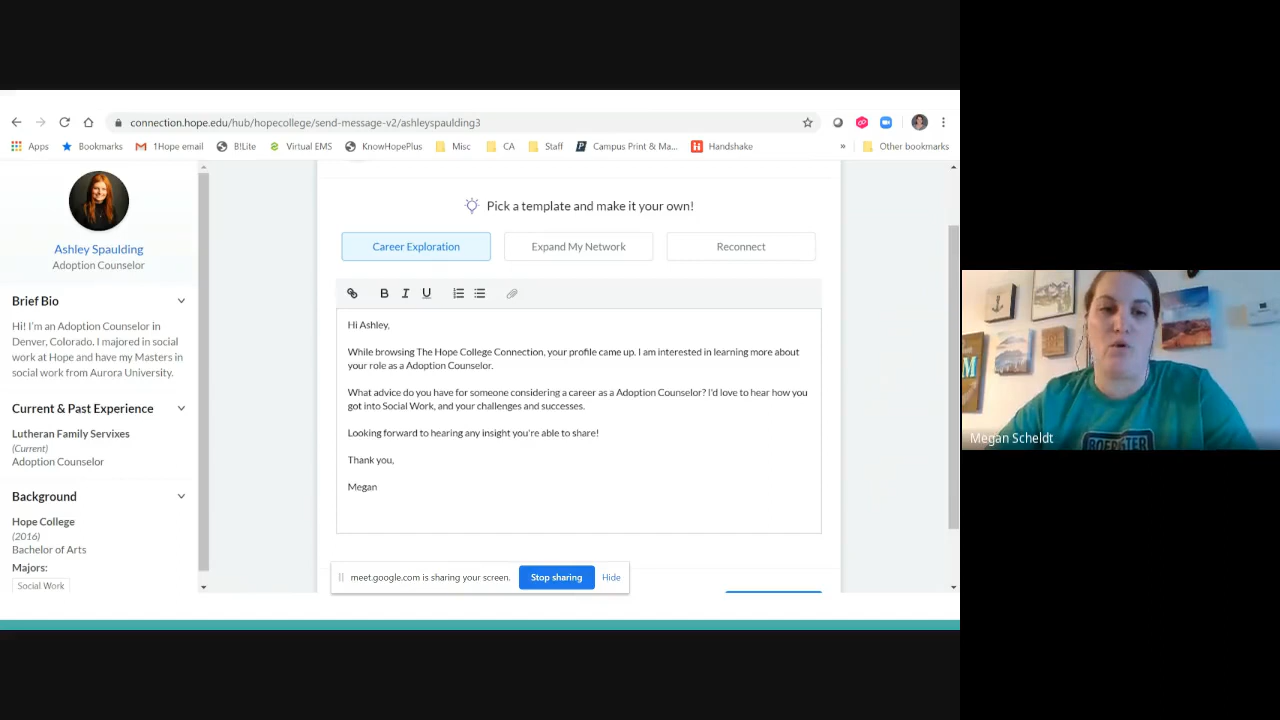 connection.hope.edu/hub/hopecollege/send-message-v2/ashleyspaulding3
Apps Bookmarks 1Hope email B!Lite Virtual EMS KnowHopePlus Misc CA Staff Campus Print & Ma... Handshake » Other bookmarks
Ashley Spaulding
Adoption Counselor
Brief Bio
Hi! I'm an Adoption Counselor in
Denver, Colorado. I majored in social
work at Hope and have my Masters in
social work from Aurora University.
Current & Past Experience
Lutheran Family Servixes
(Current)
Adoption Counselor
Background
Hope College
(2016)
Bachelor of Arts
Majors:
Social Work
Pick a template and make it your own!
Career Exploration Expand My Network Reconnect
B I U
Hi Ashley,
While browsing The Hope College Connection, your profile came up. I am interested in learning more about
your role as a Adoption Counselor.
What advice do you have for someone considering a career as a Adoption Counselor? I'd love to hear how you
got into Social Work, and your challenges and successes.
Looking forward to hearing any insight you're able to share!
Thank you,
Megan
meet.google.com is sharing your screen. Stop sharing Hide
Megan Scheldt